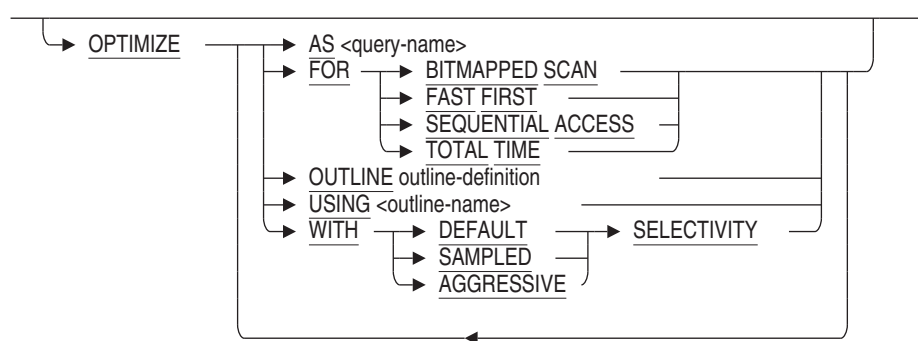 OPTIMIZE AS <query-name>
FOR BITMAPPED SCAN
FAST FIRST
SEQUENTIAL ACCESS
TOTAL TIME
OUTLINE outline-definition
USING <outline-name>
WITH DEFAULT SELECTIVITY
SAMPLED
AGGRESSIVE